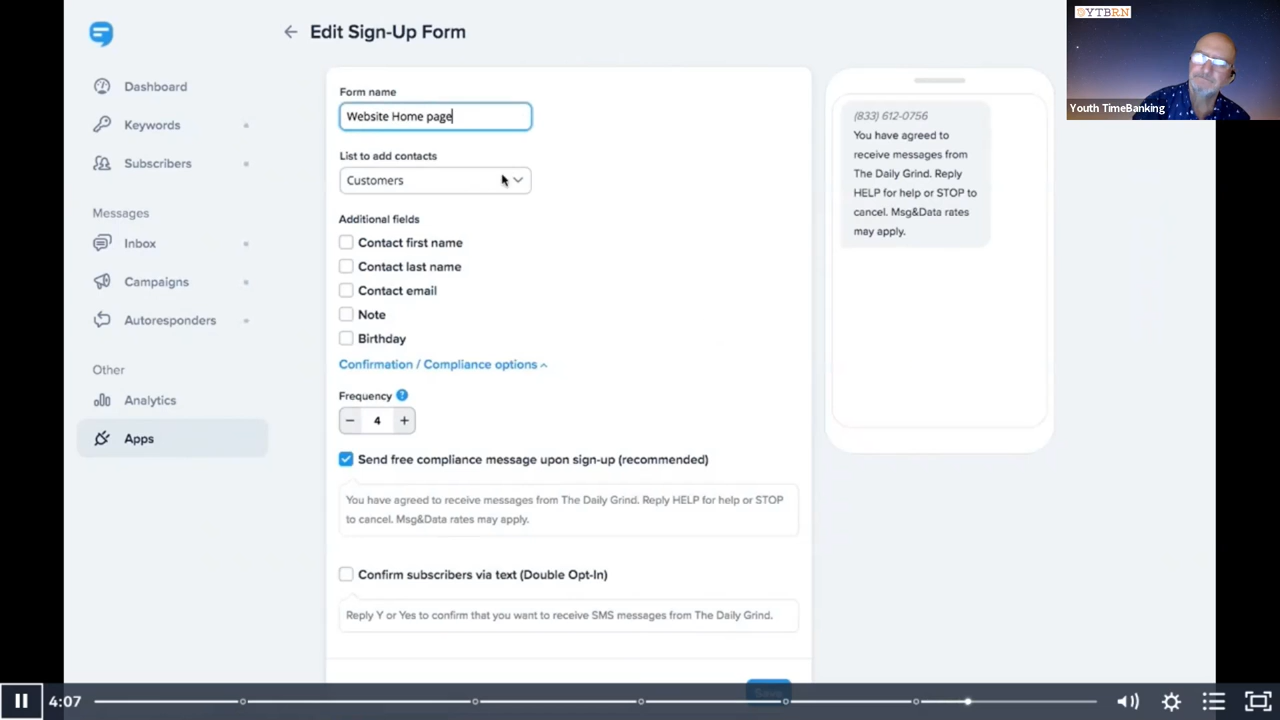 Edit Sign-Up Form
YTBRN
Youth TimeBanking
Dashboard
Keywords
Subscribers
Messages
Inbox
Campaigns
Autoresponders
Other
Analytics
Apps
Form name
Website Home page
List to add contacts
Customers
Additional fields
Contact first name
Contact last name
Contact email
Note
Birthday
Confirmation / Compliance options
Frequency ?
− 4 +
Send free compliance message upon sign-up (recommended)
You have agreed to receive messages from The Daily Grind. Reply HELP for help or STOP
to cancel. Msg&Data rates may apply.
Confirm subscribers via text (Double Opt-In)
Reply Y or Yes to confirm that you want to receive SMS messages from The Daily Grind.
Save
(833) 612-0756
You have agreed to
receive messages from
The Daily Grind. Reply
HELP for help or STOP to
cancel. Msg&Data rates
may apply.
4:07